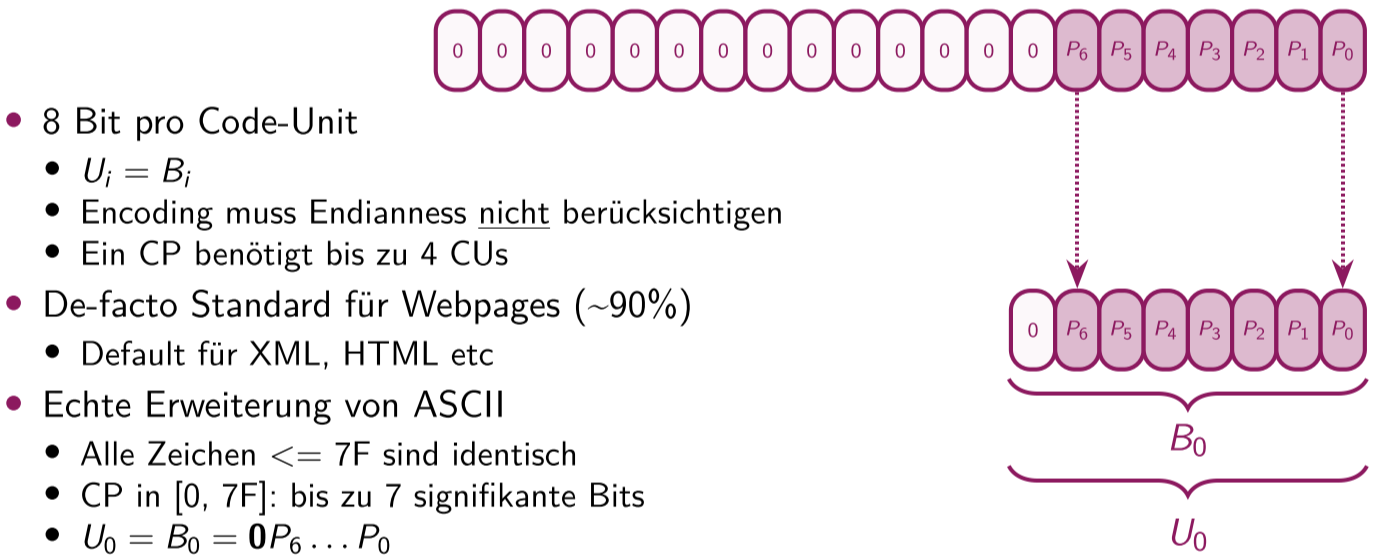 0 0 0 0 0 0 0 0 0 0 0 0 0 0 P₆ P₅ P₄ P₃ P₂ P₁ P₀
• 8 Bit pro Code-Unit
• Uᵢ = Bᵢ
• Encoding muss Endianness nicht berücksichtigen
• Ein CP benötigt bis zu 4 CUs
• De-facto Standard für Webpages (~90%)
• Default für XML, HTML etc
• Echte Erweiterung von ASCII
• Alle Zeichen <= 7F sind identisch
• CP in [0, 7F]: bis zu 7 signifikante Bits
• U₀ = B₀ = 0P₆ … P₀
0 P₆ P₅ P₄ P₃ P₂ P₁ P₀
B₀
U₀